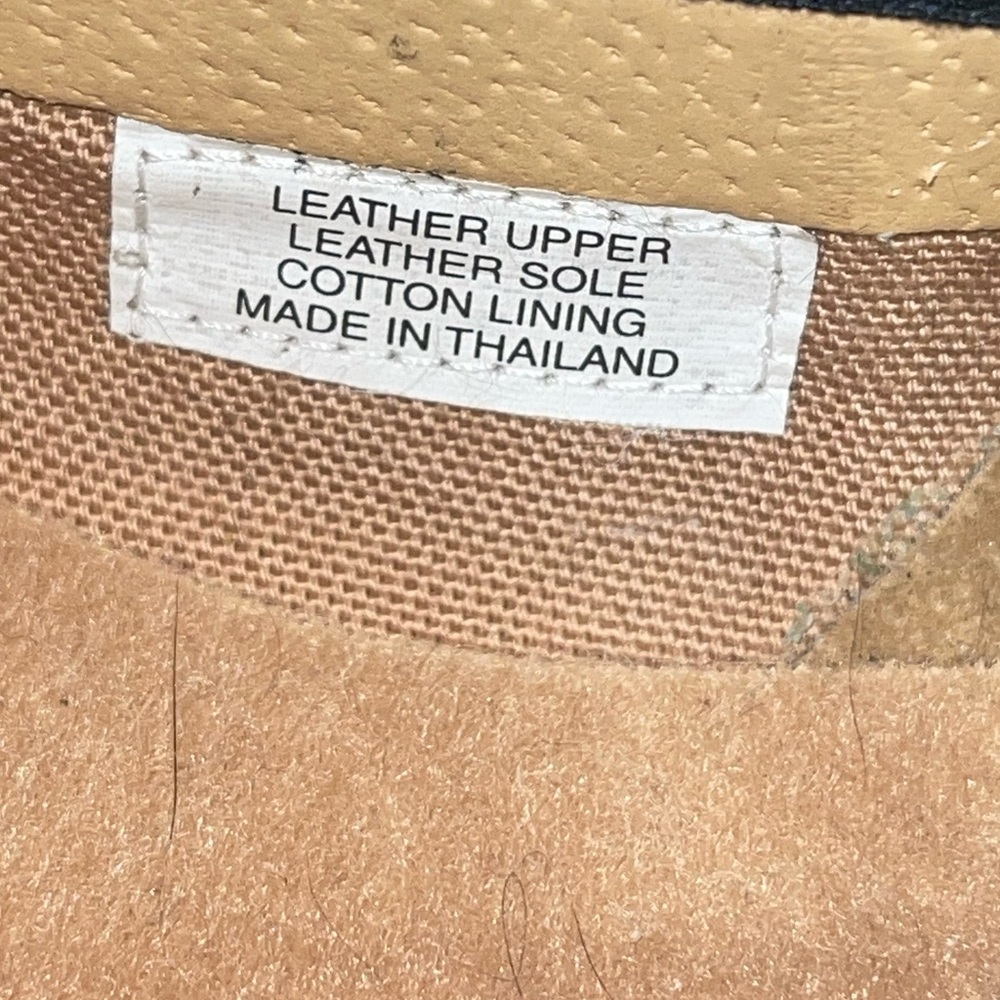 LEATHER UPPER
LEATHER SOLE
COTTON LINING
MADE IN THAILAND